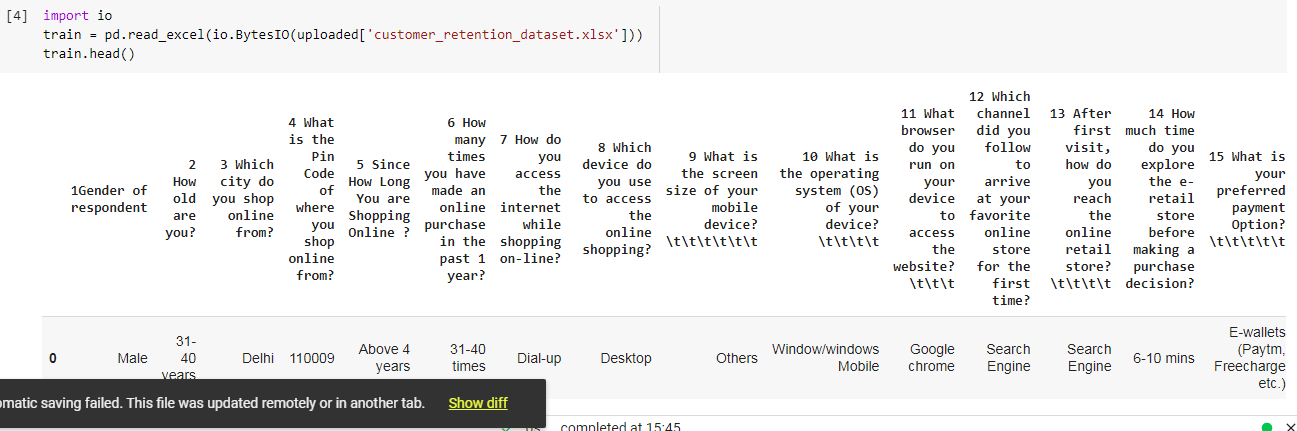 [4] import io
train = pd.read_excel(io.BytesIO(uploaded['customer_retention_dataset.xlsx']))
train.head()
1Gender of
respondent
2
How
old
are
you?
3 Which
city do
you shop
online
from?
4 What
is the
Pin
Code
of
where
you
shop
online
from?
5 Since
How Long
You are
Shopping
Online ?
6 How
many
times
you have
made an
online
purchase
in the
past 1
year?
7 How do
you
access
the
internet
while
shopping
on-line?
8 Which
device do
you use
to access
the
online
shopping?
9 What is
the screen
size of your
mobile
device?
\t\t\t\t\t\t
10 What is
the operating
system (OS)
of your
device?
\t\t\t\t
11 What
browser
do you
run on
your
device
to
access
the
website?
\t\t\t
12 Which
channel
did you
follow
to
arrive
at your
favorite
online
store
for the
first
time?
13 After
first
visit,
how do
you
reach
the
online
retail
store?
\t\t\t\t
14 How
much time
do you
explore
the e-
retail
store
before
making a
purchase
decision?
15 What is
your
preferred
payment
Option?
\t\t\t\t\t
0
Male
31-
40
years
Delhi
110009
Above 4
years
31-40
times
Dial-up
Desktop
Others
Window/windows
Mobile
Google
chrome
Search
Engine
Search
Engine
6-10 mins
E-wallets
(Paytm,
Freecharge
etc.)
omatic saving failed. This file was updated remotely or in another tab. Show diff
completed at 15:45